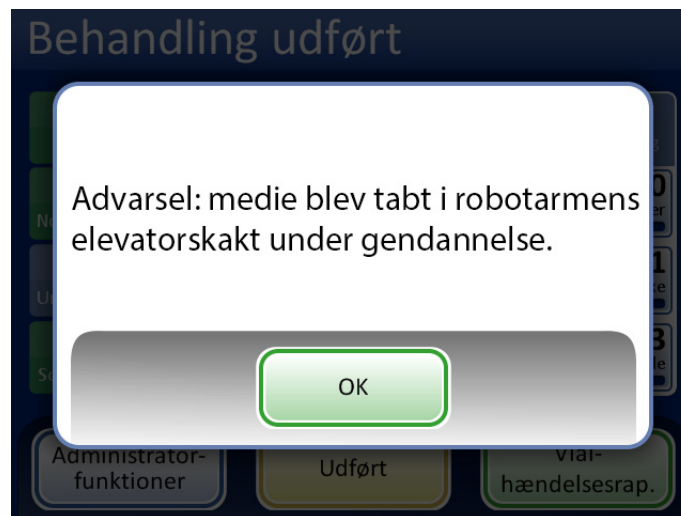 Behandling udført
Advarsel: medie blev tabt i robotarmens
elevatorskakt under gendannelse.
OK
Administrator-
funktioner
Udført
Vial-
hændelsesrap.